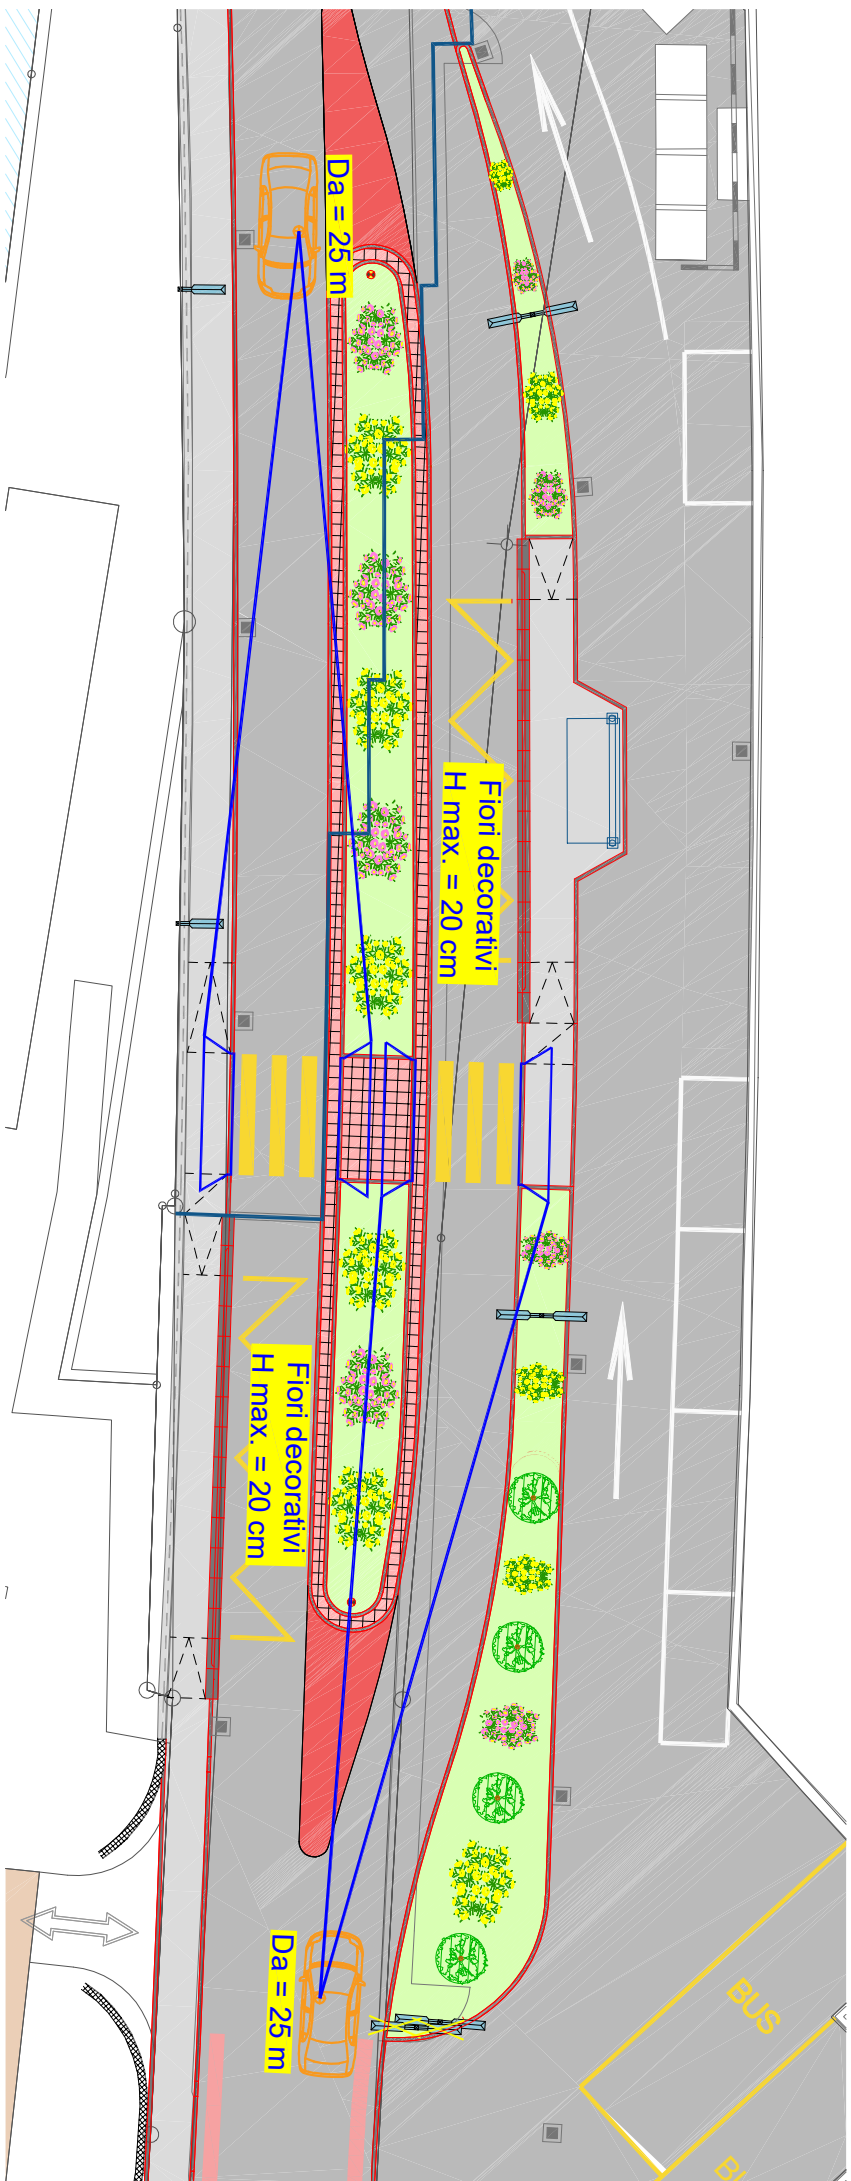 Da = 25 m
Fiori decorativi
H max. = 20 cm
Fiori decorativi
H max. = 20 cm
Da = 25 m
BUS